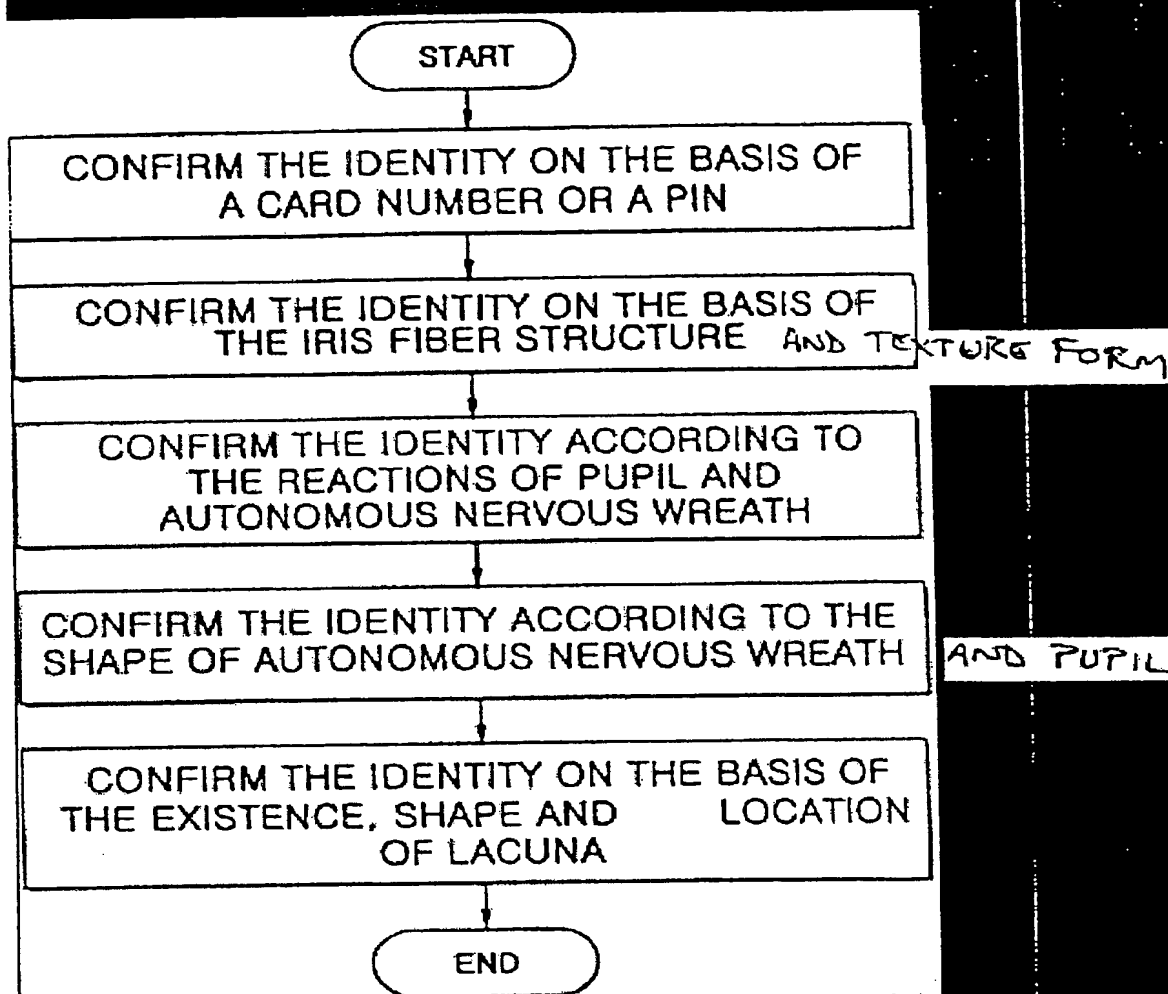 START
CONFIRM THE IDENTITY ON THE BASIS OF
A CARD NUMBER OR A PIN
CONFIRM THE IDENTITY ON THE BASIS OF
THE IRIS FIBER STRUCTURE AND TEXTURE FORM
CONFIRM THE IDENTITY ACCORDING TO
THE REACTIONS OF PUPIL AND
AUTONOMOUS NERVOUS WREATH
CONFIRM THE IDENTITY ACCORDING TO THE
SHAPE OF AUTONOMOUS NERVOUS WREATH AND PUPIL
CONFIRM THE IDENTITY ON THE BASIS OF
THE EXISTENCE, SHAPE AND LOCATION
OF LACUNA
END